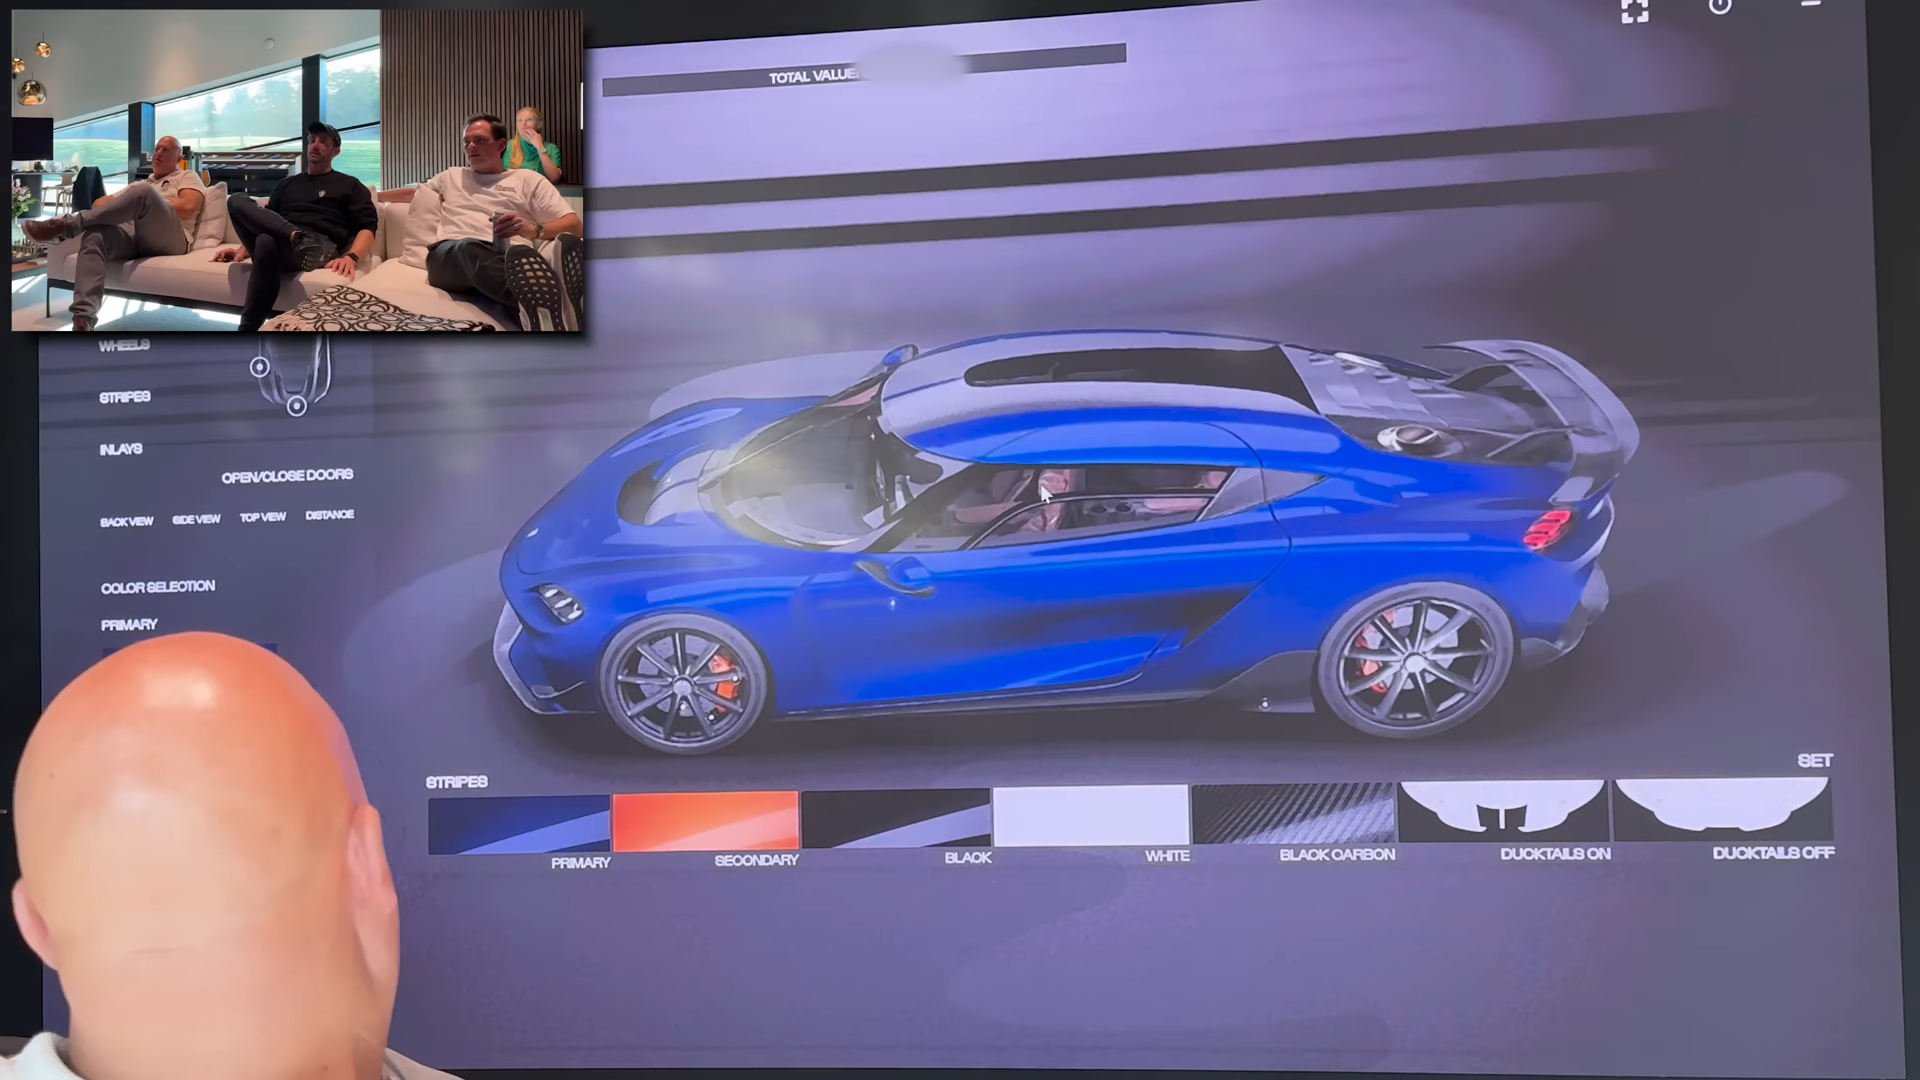 TOTAL VALUE:
WHEELS
STRIPES
INLAYS
OPEN/CLOSE DOORS
BACK VIEW SIDE VIEW TOP VIEW DISTANCE
COLOR SELECTION
PRIMARY
STRIPES
SET
PRIMARY SECONDARY BLACK WHITE BLACK CARBON DUCKTAILS ON DUCKTAILS OFF